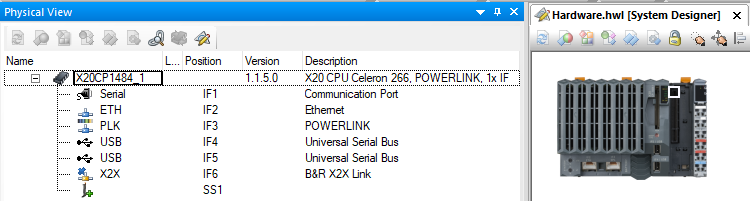 Physical View
Hardware.hwl [System Designer]
Name L... Position Version Description
X20CP1484_1 1.1.5.0 X20 CPU Celeron 266, POWERLINK, 1x IF
Serial IF1 Communication Port
ETH IF2 Ethernet
PLK IF3 POWERLINK
USB IF4 Universal Serial Bus
USB IF5 Universal Serial Bus
X2X IF6 B&R X2X Link
SS1